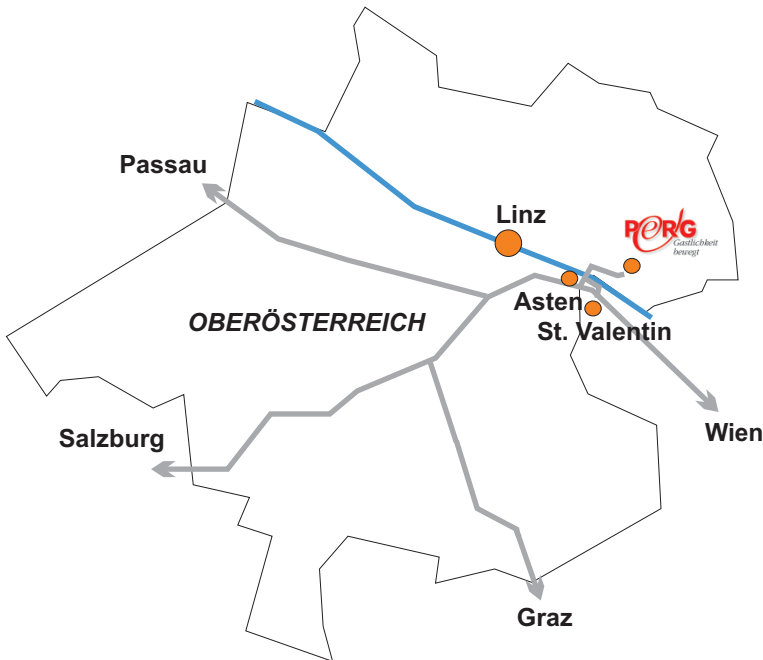 Passau
Linz
PeRG
Gastlichkeit
bewegt
Asten
OBERÖSTERREICH
St. Valentin
Salzburg
Wien
Graz